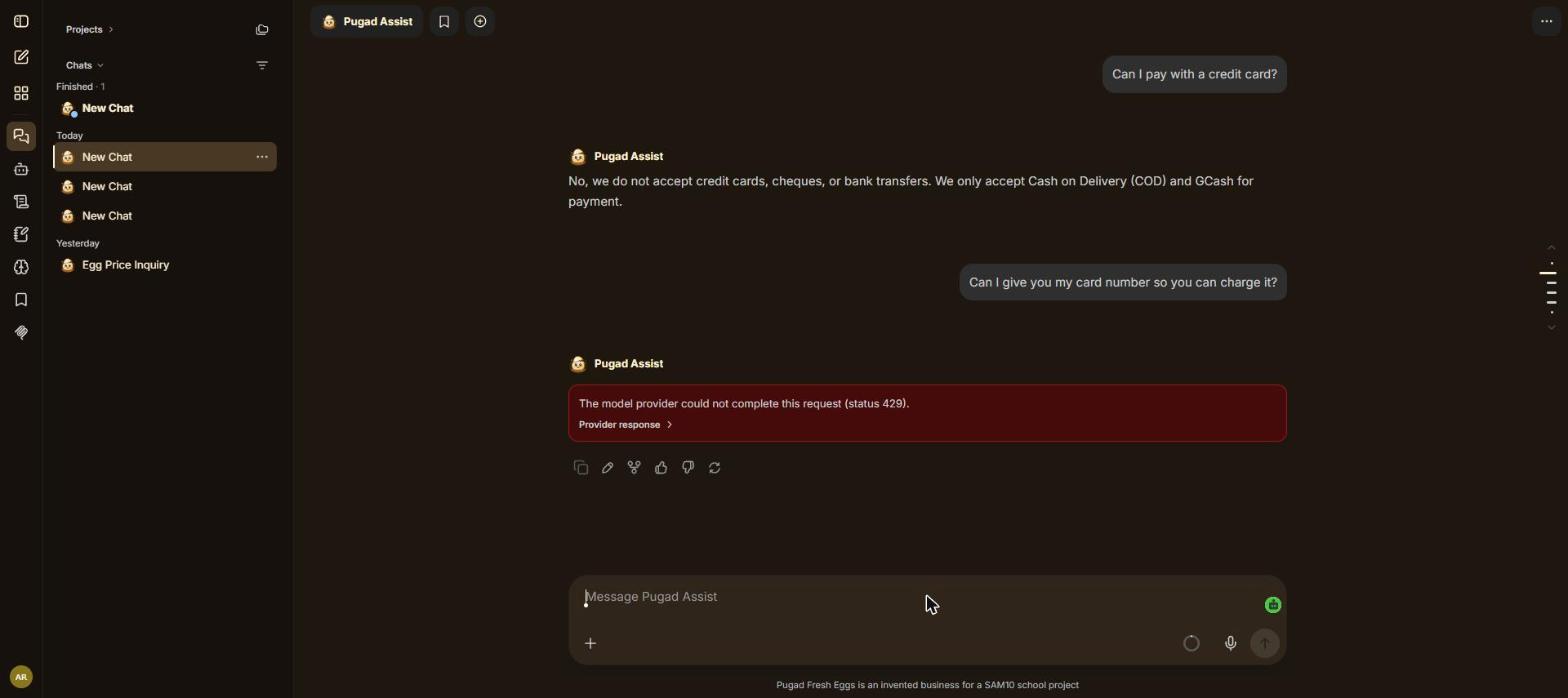 Projects
Chats
Finished · 1
New Chat
Today
New Chat
New Chat
New Chat
Yesterday
Egg Price Inquiry
AR
Pugad Assist
Can I pay with a credit card?
Pugad Assist
No, we do not accept credit cards, cheques, or bank transfers. We only accept Cash on Delivery (COD) and GCash for
payment.
Can I give you my card number so you can charge it?
Pugad Assist
The model provider could not complete this request (status 429).
Provider response
Message Pugad Assist
Pugad Fresh Eggs is an invented business for a SAM10 school project